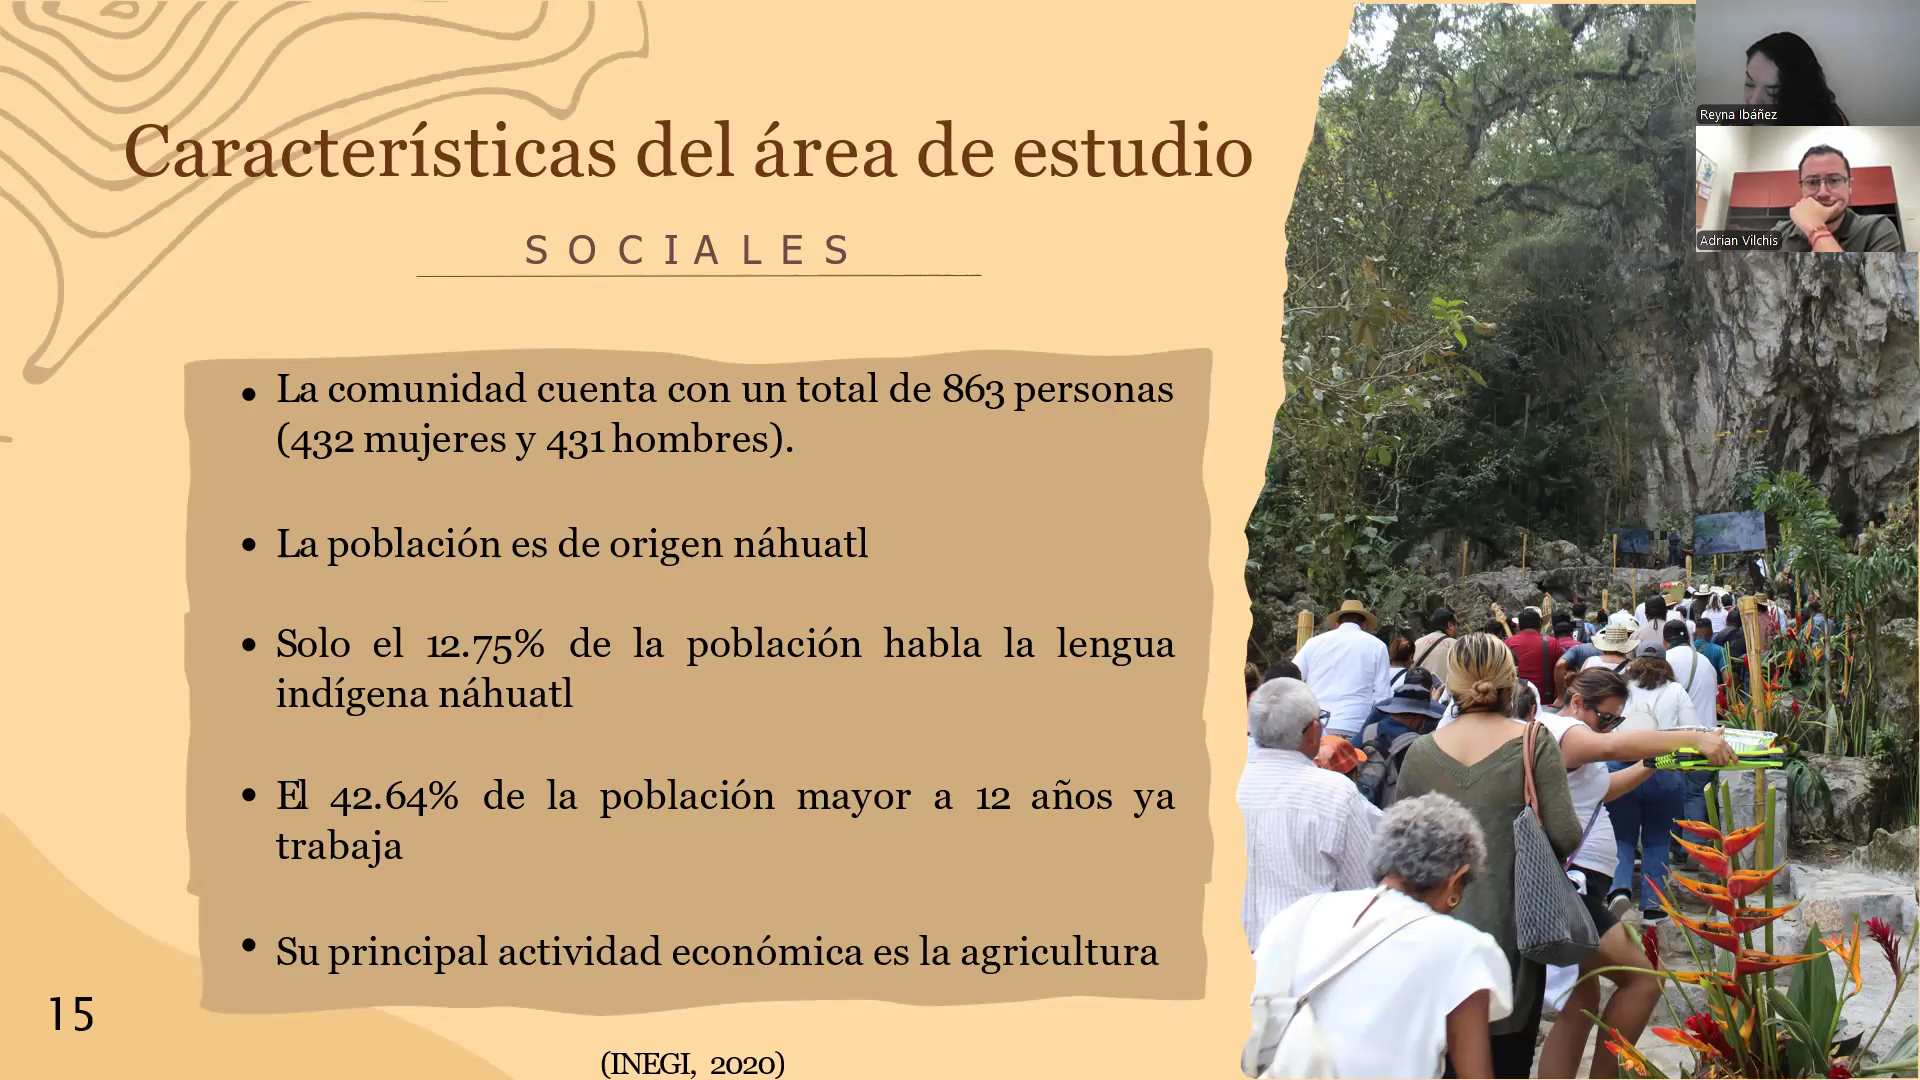 Características del área de estudio
SOCIALES
La comunidad cuenta con un total de 863 personas
(432 mujeres y 431 hombres).
La población es de origen náhuatl
Solo el 12.75% de la población habla la lengua
indígena náhuatl
El 42.64% de la población mayor a 12 años ya
trabaja
Su principal actividad económica es la agricultura
15
(INEGI, 2020)
Reyna Ibáñez
Adrian Vilchis